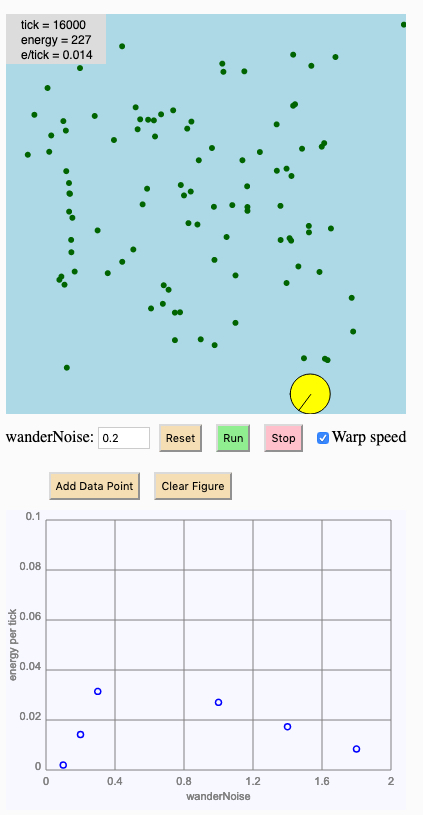 tick = 16000
energy = 227
e/tick = 0.014
wanderNoise: 0.2 Reset Run Stop Warp speed
Add Data Point Clear Figure
0.1
0.08
0.06
0.04
0.02
0
energy per tick
0 0.4 0.8 1.2 1.6 2
wanderNoise